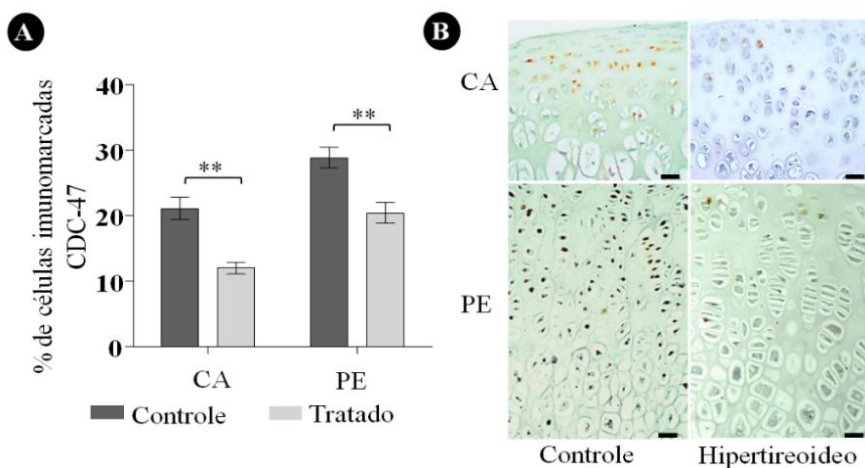 A
% de células imunomarcadas
CDC-47
40
30
20
10
0
**
**
CA
PE
Controle
Tratado
B
CA
PE
Controle
Hipertireoideo